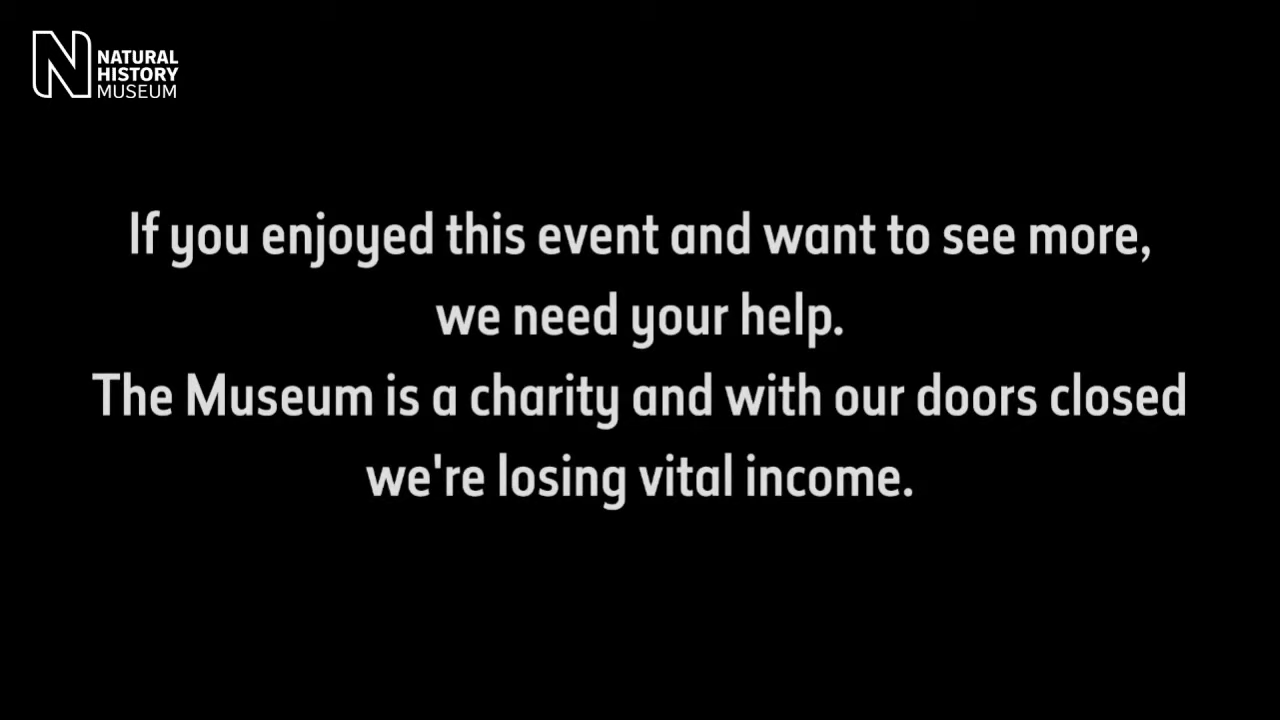 NATURAL
HISTORY
MUSEUM
If you enjoyed this event and want to see more,
we need your help.
The Museum is a charity and with our doors closed
we're losing vital income.